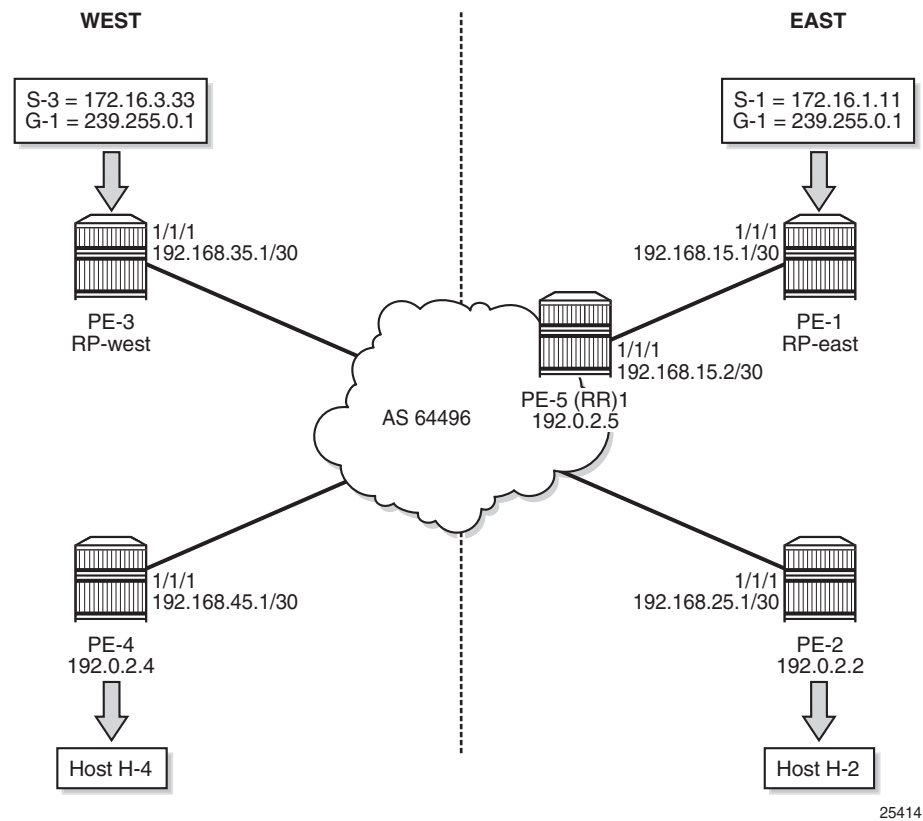 WEST
EAST
S-3 = 172.16.3.33
G-1 = 239.255.0.1
S-1 = 172.16.1.11
G-1 = 239.255.0.1
1/1/1
192.168.35.1/30
PE-3
RP-west
1/1/1
192.168.15.1/30
PE-1
RP-east
1/1/1
192.168.15.2/30
PE-5 (RR)1
192.0.2.5
AS 64496
1/1/1
192.168.45.1/30
PE-4
192.0.2.4
Host H-4
1/1/1
192.168.25.1/30
PE-2
192.0.2.2
Host H-2
25414